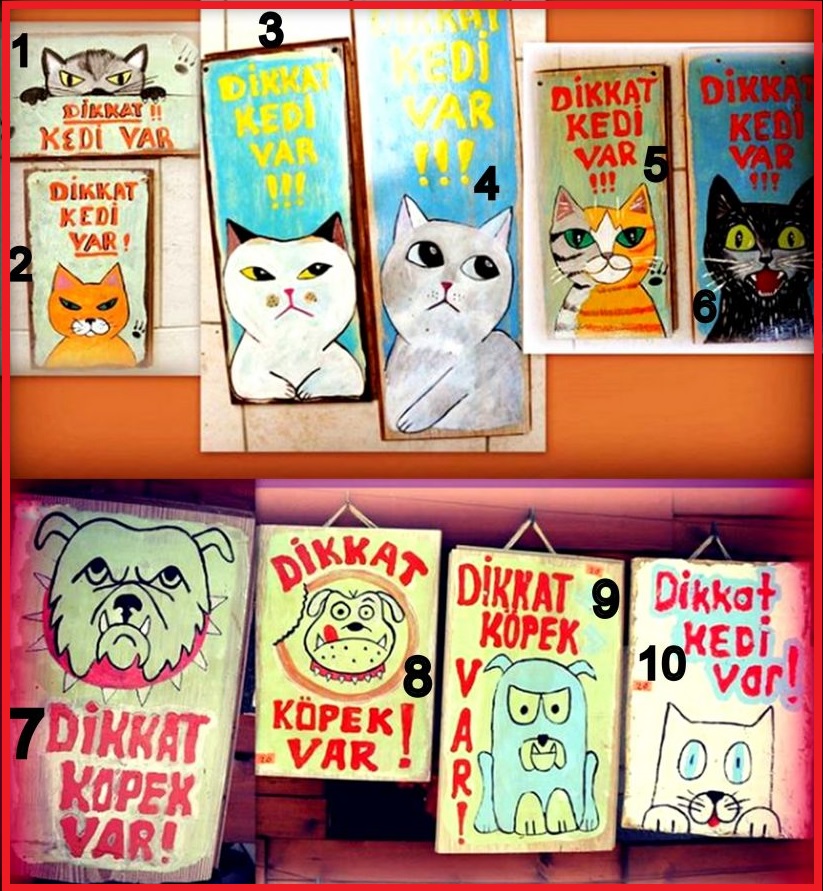 1
DİKKAT !!
KEDİ VAR
2
DİKKAT
KEDİ
VAR !
3
DİKKAT
KEDİ
VAR
!!!
4
DİKKAT
KEDİ
VAR
!!!
5
DİKKAT
KEDİ
VAR
!!!
6
DİKKAT
KEDİ
VAR
!!!
7
DİKKAT
KOPEK
VAR!
8
DİKKAT
KÖPEK
VAR !
9
DİKKAT
KÖPEK
VAR!
10
Dikkat
KEDİ
var!